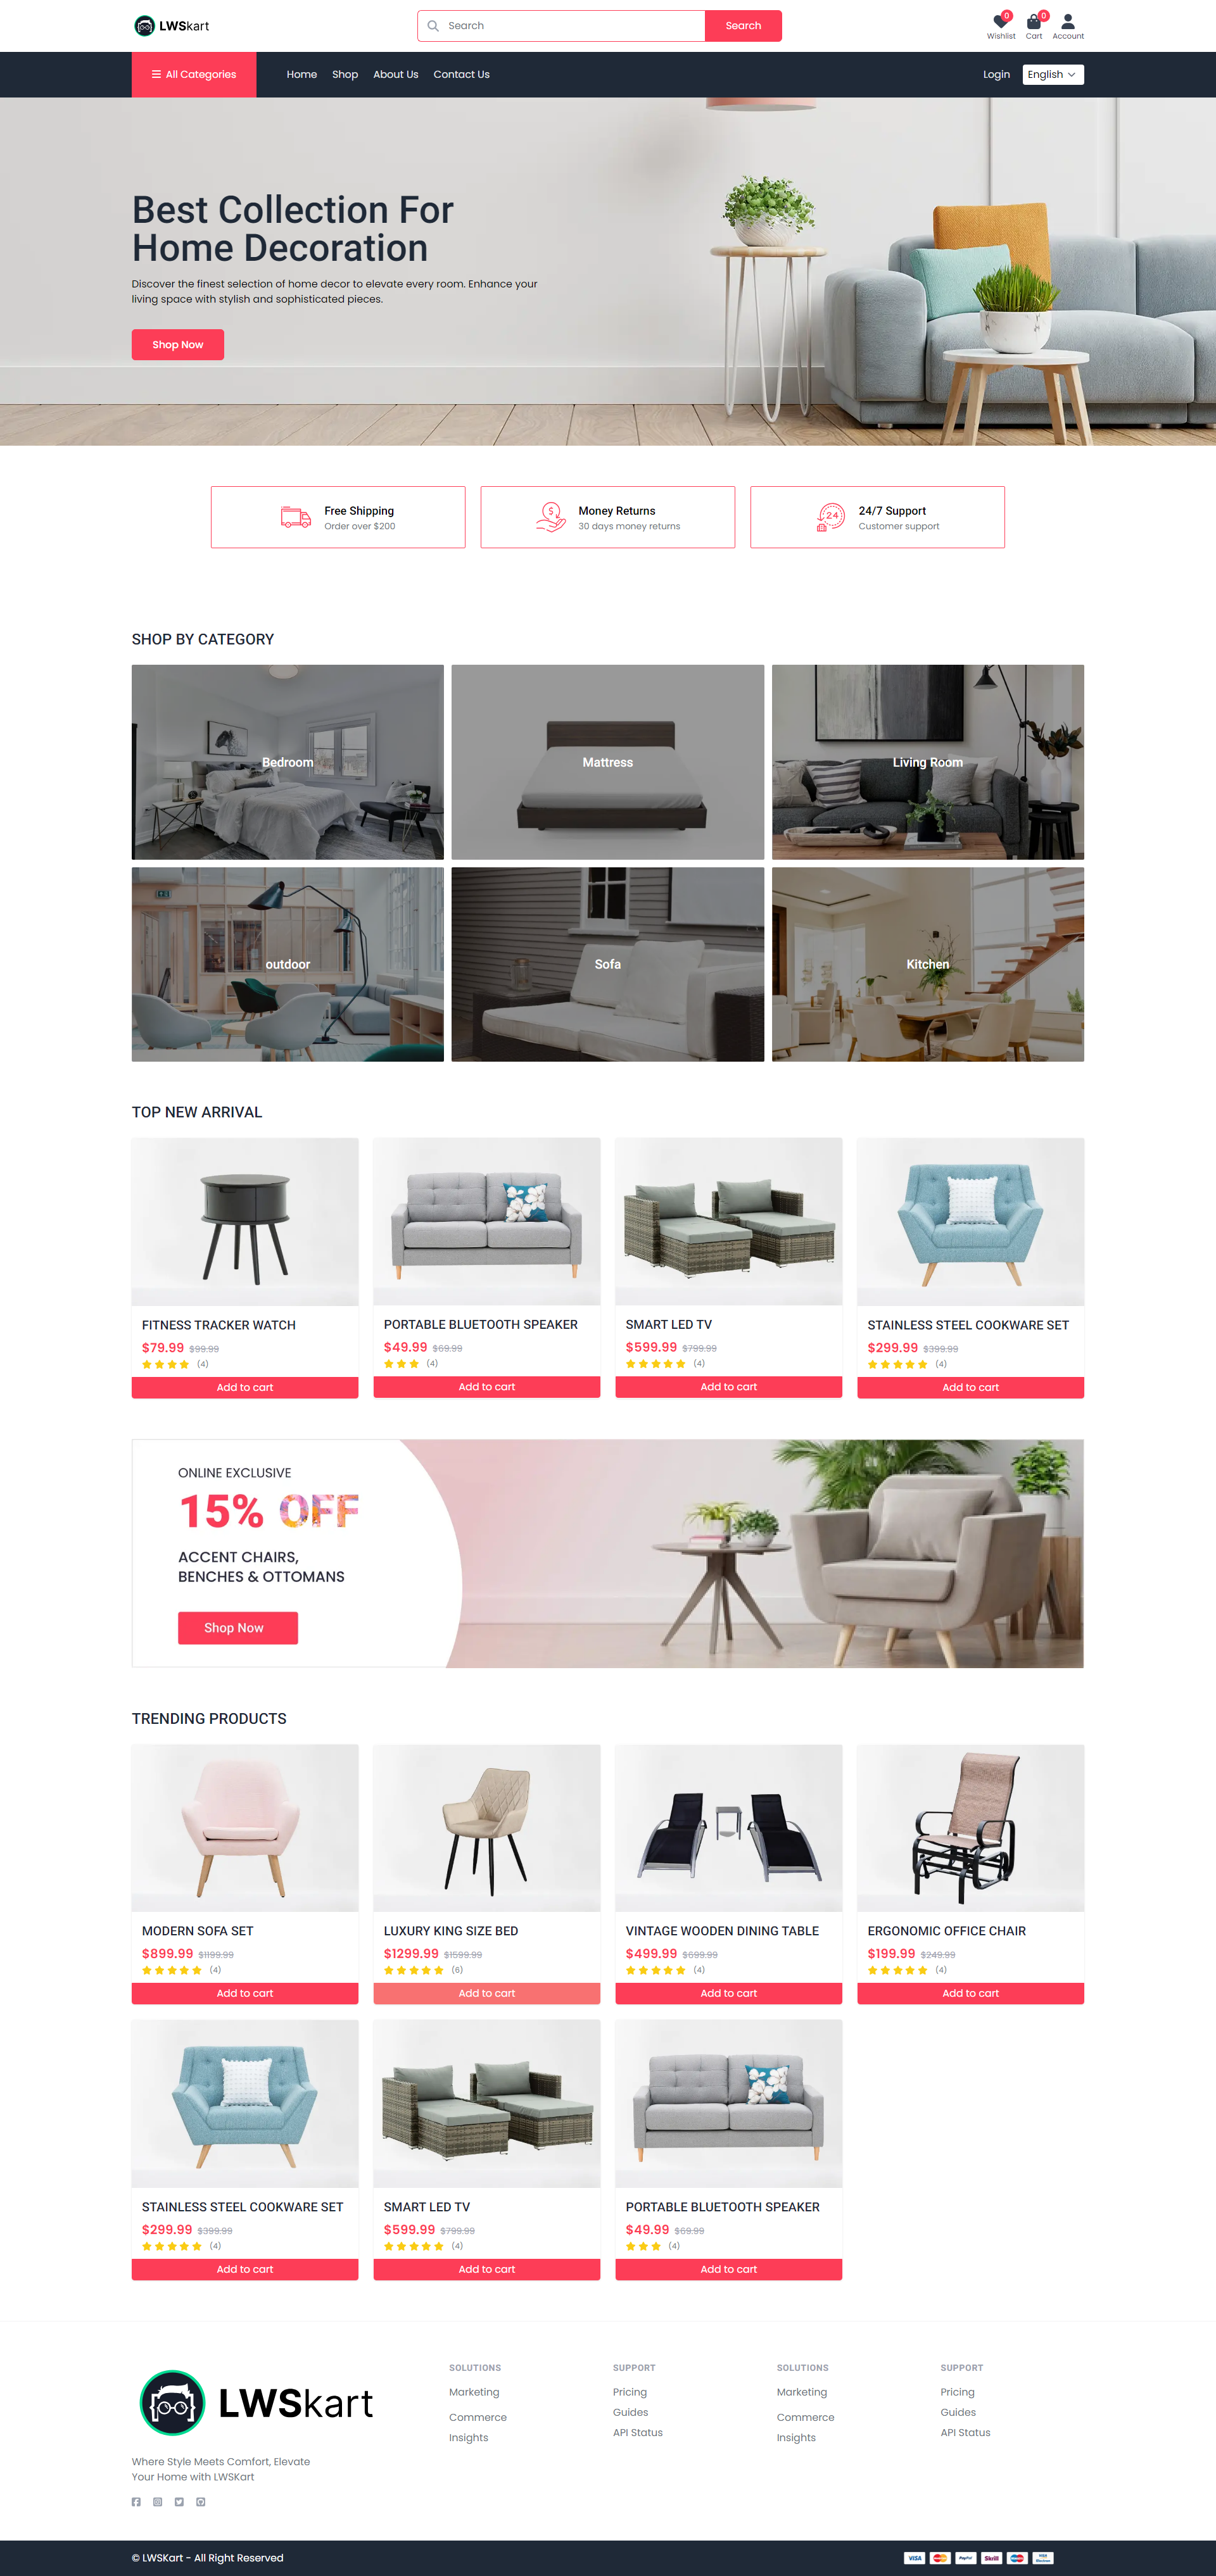 LWSkart
Search
Search
0
0
Wishlist
Cart
Account
All Categories
Home
Shop
About Us
Contact Us
Login
English
Best Collection For
Home Decoration
Discover the finest selection of home decor to elevate every room. Enhance your
living space with stylish and sophisticated pieces.
Shop Now
Free Shipping
Order over $200
$
Money Returns
30 days money returns
24
24/7 Support
Customer support
SHOP BY CATEGORY
Bedroom
Mattress
Living Room
outdoor
Sofa
Kitchen
TOP NEW ARRIVAL
FITNESS TRACKER WATCH
$79.99 $99.99
(4)
Add to cart
PORTABLE BLUETOOTH SPEAKER
$49.99 $69.99
(4)
Add to cart
SMART LED TV
$599.99 $799.99
(4)
Add to cart
STAINLESS STEEL COOKWARE SET
$299.99 $399.99
(4)
Add to cart
ONLINE EXCLUSIVE
15% OFF
ACCENT CHAIRS,
BENCHES & OTTOMANS
Shop Now
TRENDING PRODUCTS
MODERN SOFA SET
$899.99 $1199.99
(4)
Add to cart
LUXURY KING SIZE BED
$1299.99 $1599.99
(6)
Add to cart
VINTAGE WOODEN DINING TABLE
$499.99 $699.99
(4)
Add to cart
ERGONOMIC OFFICE CHAIR
$199.99 $249.99
(4)
Add to cart
STAINLESS STEEL COOKWARE SET
$299.99 $399.99
(4)
Add to cart
SMART LED TV
$599.99 $799.99
(4)
Add to cart
PORTABLE BLUETOOTH SPEAKER
$49.99 $69.99
(4)
Add to cart
LWSkart
Where Style Meets Comfort, Elevate
Your Home with LWSKart
SOLUTIONS
Marketing
Commerce
Insights
SUPPORT
Pricing
Guides
API Status
SOLUTIONS
Marketing
Commerce
Insights
SUPPORT
Pricing
Guides
API Status
© LWSKart - All Right Reserved
VISA
PayPal
Skrill
VISA